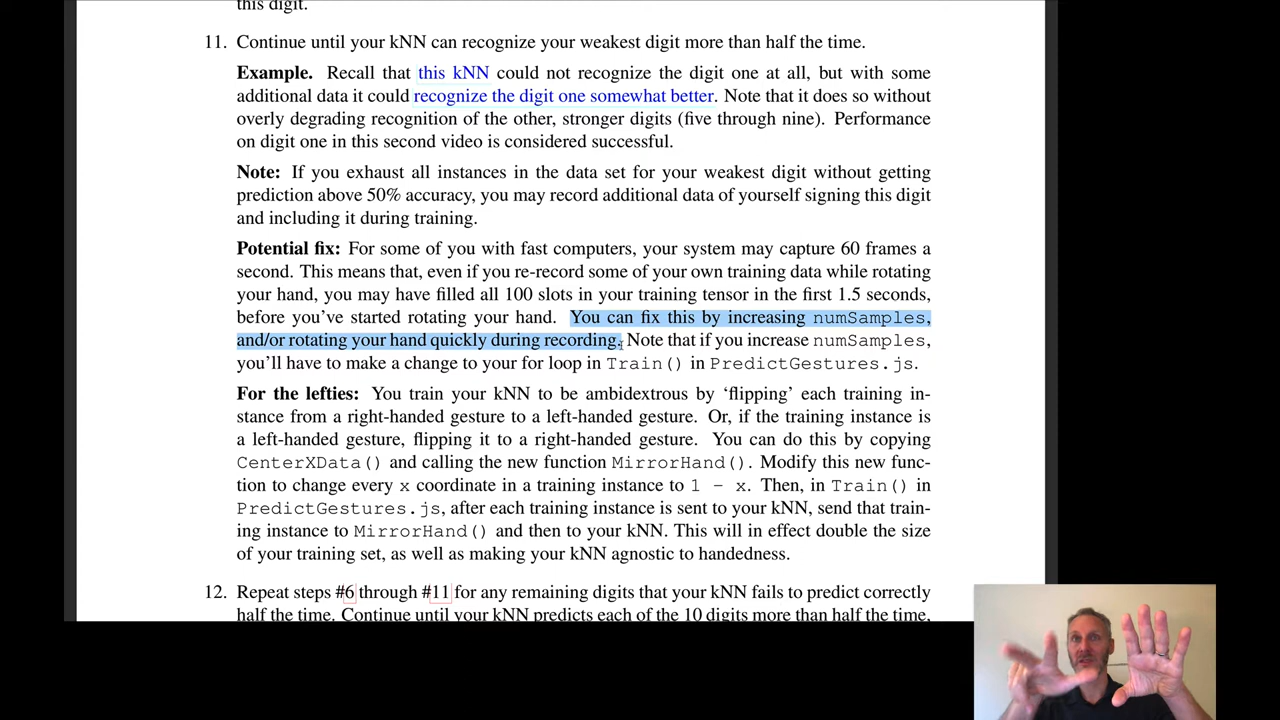 this digit.
11. Continue until your kNN can recognize your weakest digit more than half the time.
Example. Recall that this kNN could not recognize the digit one at all, but with some
additional data it could recognize the digit one somewhat better. Note that it does so without
overly degrading recognition of the other, stronger digits (five through nine). Performance
on digit one in this second video is considered successful.
Note: If you exhaust all instances in the data set for your weakest digit without getting
prediction above 50% accuracy, you may record additional data of yourself signing this digit
and including it during training.
Potential fix: For some of you with fast computers, your system may capture 60 frames a
second. This means that, even if you re-record some of your own training data while rotating
your hand, you may have filled all 100 slots in your training tensor in the first 1.5 seconds,
before you've started rotating your hand. You can fix this by increasing numSamples,
and/or rotating your hand quickly during recording. Note that if you increase numSamples,
you'll have to make a change to your for loop in Train() in PredictGestures.js.
For the lefties: You train your kNN to be ambidextrous by ‘flipping’ each training in-
stance from a right-handed gesture to a left-handed gesture. Or, if the training instance is
a left-handed gesture, flipping it to a right-handed gesture. You can do this by copying
CenterXData() and calling the new function MirrorHand(). Modify this new func-
tion to change every x coordinate in a training instance to 1 - x. Then, in Train() in
PredictGestures.js, after each training instance is sent to your kNN, send that train-
ing instance to MirrorHand() and then to your kNN. This will in effect double the size
of your training set, as well as making your kNN agnostic to handedness.
12. Repeat steps #6 through #11 for any remaining digits that your kNN fails to predict correctly
half the time. Continue until your kNN predicts each of the 10 digits more than half the time,